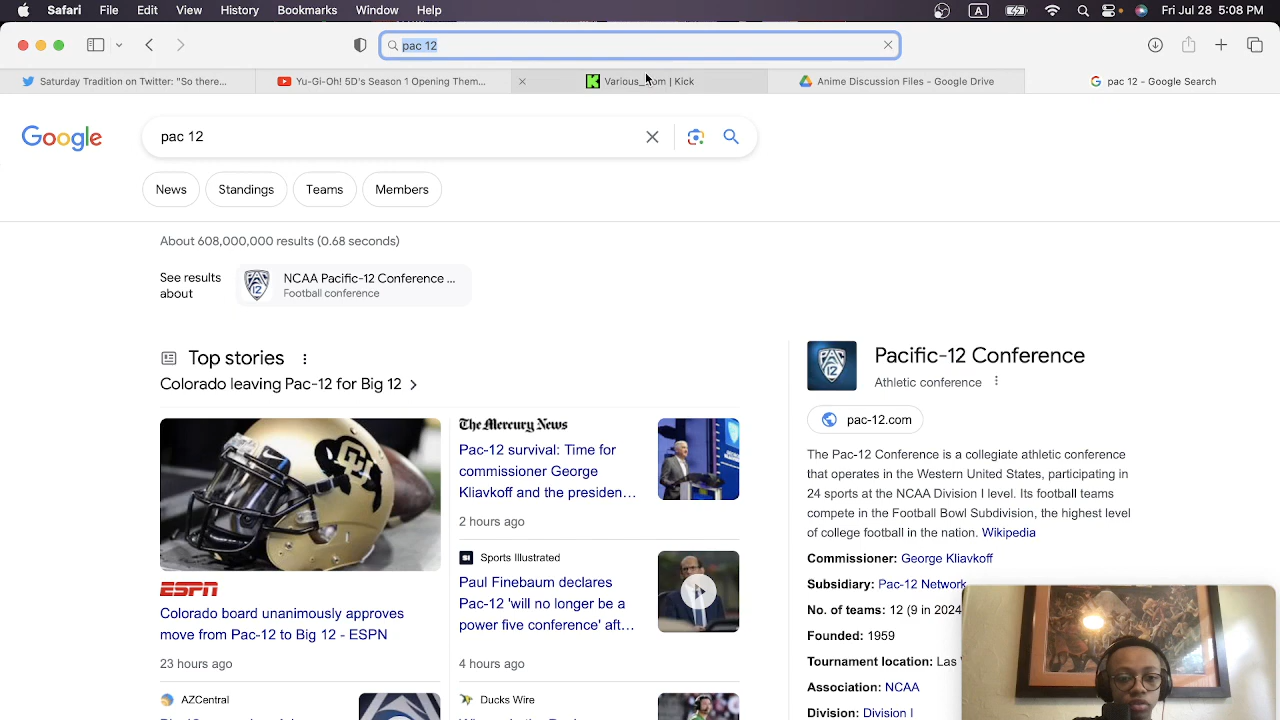 Safari File Edit View History Bookmarks Window Help
A
Fri Jul 28 5:08 PM
pac 12
Saturday Tradition on Twitter: "So there...
Yu-Gi-Oh! 5D's Season 1 Opening Them...
Anime Discussion Files - Google Drive
pac 12 - Google Search
Google
pac 12
News Standings Teams Members
About 608,000,000 results (0.68 seconds)
See results
about
NCAA Pacific-12 Conference ...
Football conference
Top stories
Colorado leaving Pac-12 for Big 12
ESPN
Colorado board unanimously approves
move from Pac-12 to Big 12 - ESPN
23 hours ago
AZCentral
The Mercury News
Pac-12 survival: Time for
commissioner George
Kliavkoff and the presiden...
2 hours ago
SI Sports Illustrated
Paul Finebaum declares
Pac-12 'will no longer be a
power five conference' aft...
4 hours ago
Ducks Wire
PAC 12
Pacific-12 Conference
Athletic conference
pac-12.com
The Pac-12 Conference is a collegiate athletic conference
that operates in the Western United States, participating in
24 sports at the NCAA Division I level. Its football teams
compete in the Football Bowl Subdivision, the highest level
of college football in the nation. Wikipedia
Commissioner: George Kliavkoff
Subsidiary: Pac-12 Network
No. of teams: 12 (9 in 2024
Founded: 1959
Tournament location: Las
Association: NCAA
Division: Division I